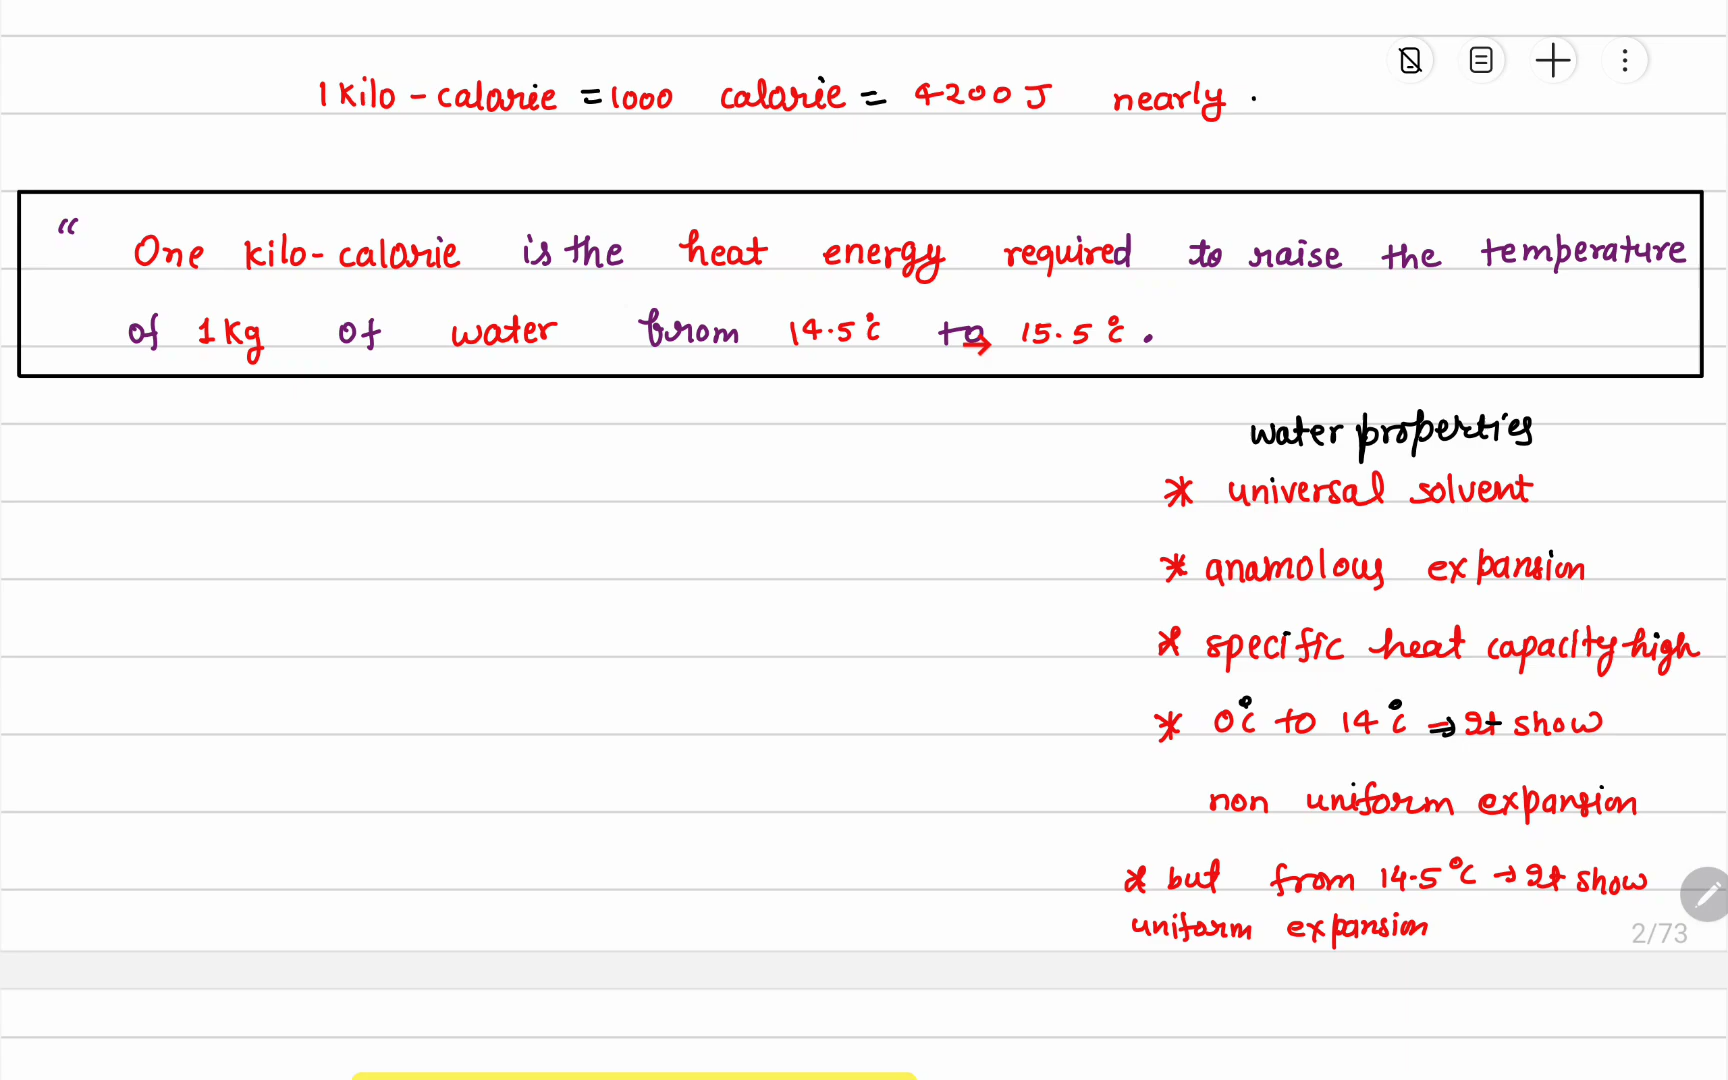 1 kilo-calorie = 1000 calorie = 4200 J nearly.
“ One kilo-calorie is the heat energy required to raise the temperature
of 1 kg of water from 14.5°c to → 15.5°c.
water properties
* universal solvent
* anamolous expansion
* specific heat capacity high
* 0°c to 14°c ⇒ It show
non uniform expansion
* but from 14.5°c → It show
uniform expansion
2/73